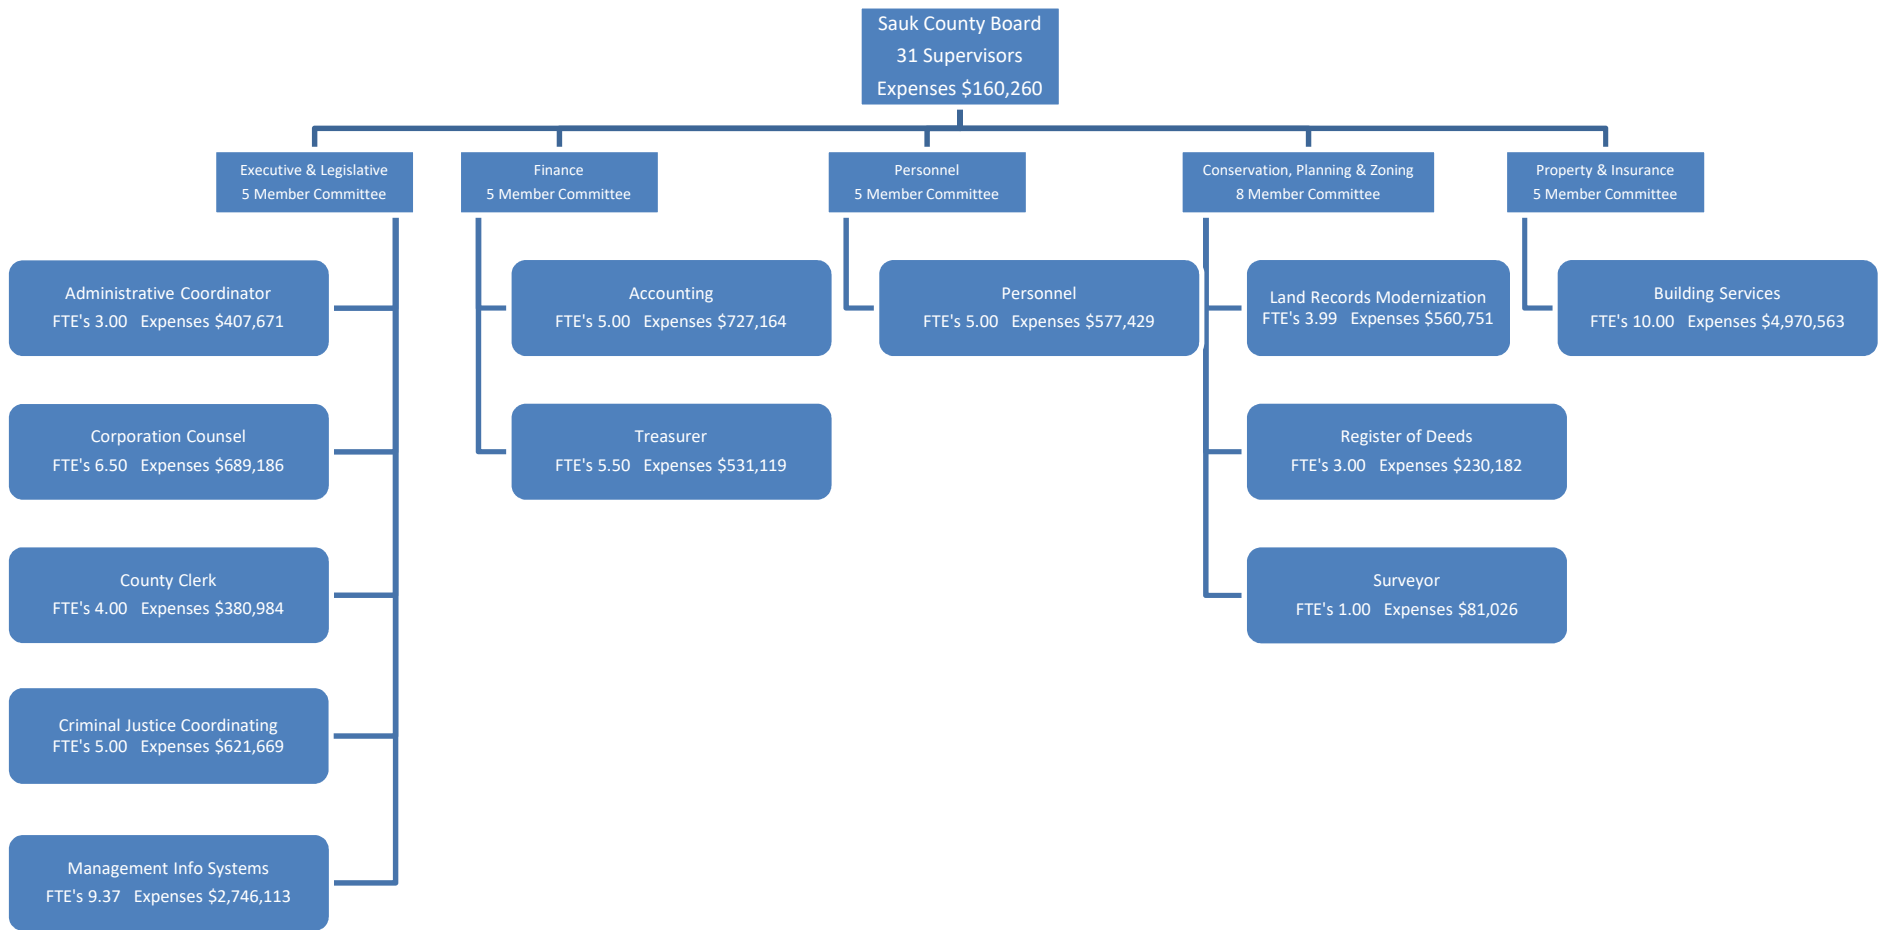 Sauk County Board
31 Supervisors
Expenses $160,260
Executive & Legislative
5 Member Committee
Finance
5 Member Committee
Personnel
5 Member Committee
Conservation, Planning & Zoning
8 Member Committee
Property & Insurance
5 Member Committee
Administrative Coordinator
FTE's 3.00 Expenses $407,671
Accounting
FTE's 5.00 Expenses $727,164
Personnel
FTE's 5.00 Expenses $577,429
Land Records Modernization
FTE's 3.99 Expenses $560,751
Building Services
FTE's 10.00 Expenses $4,970,563
Corporation Counsel
FTE's 6.50 Expenses $689,186
Treasurer
FTE's 5.50 Expenses $531,119
Register of Deeds
FTE's 3.00 Expenses $230,182
County Clerk
FTE's 4.00 Expenses $380,984
Surveyor
FTE's 1.00 Expenses $81,026
Criminal Justice Coordinating
FTE's 5.00 Expenses $621,669
Management Info Systems
FTE's 9.37 Expenses $2,746,113